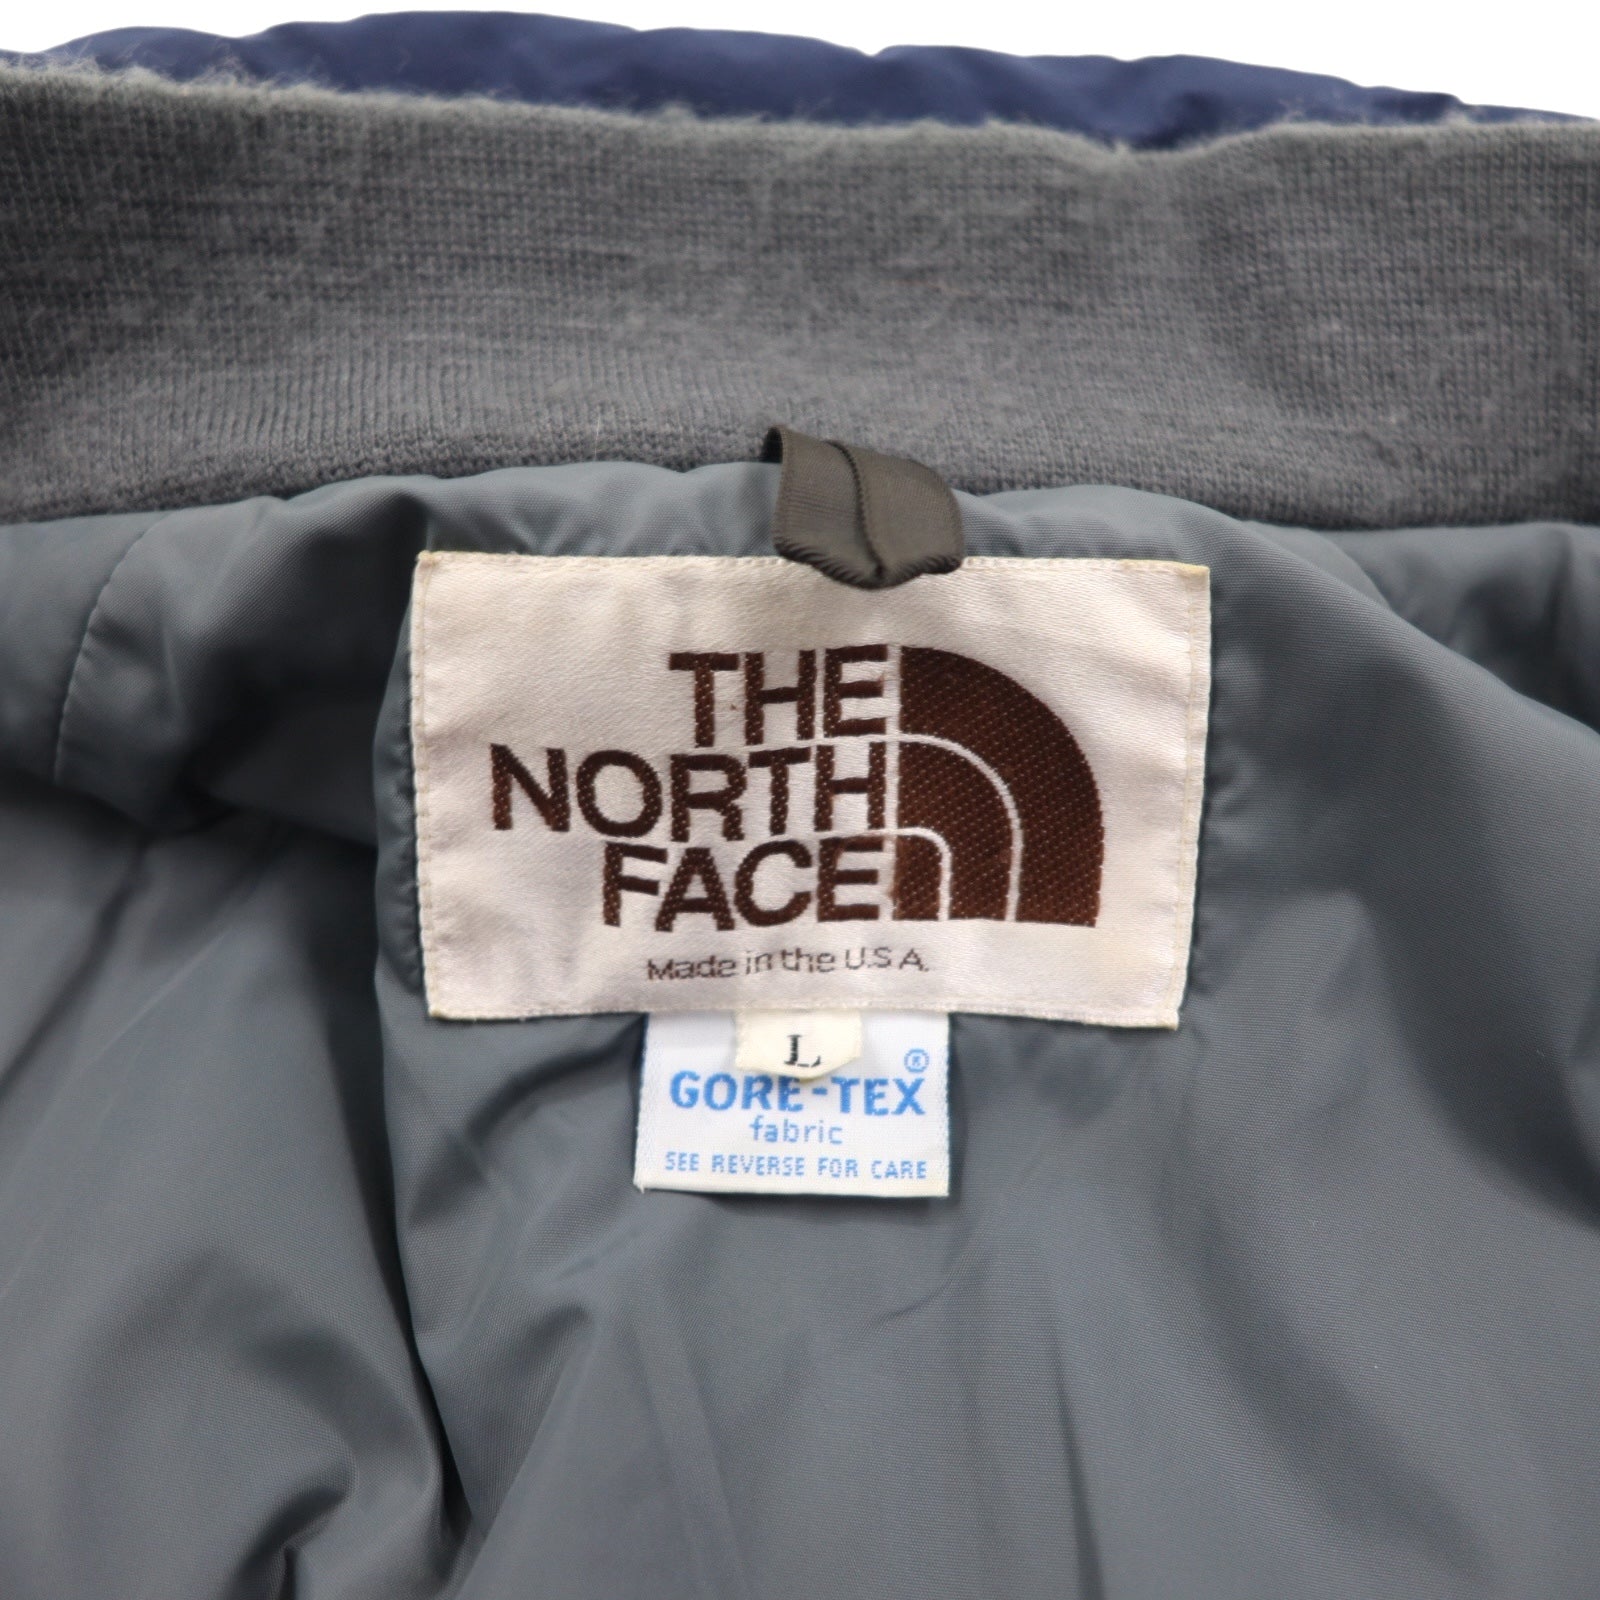 THE
NORTH
FACE
Made in the U.S.A.
L
GORE-TEX®
fabric
SEE REVERSE FOR CARE